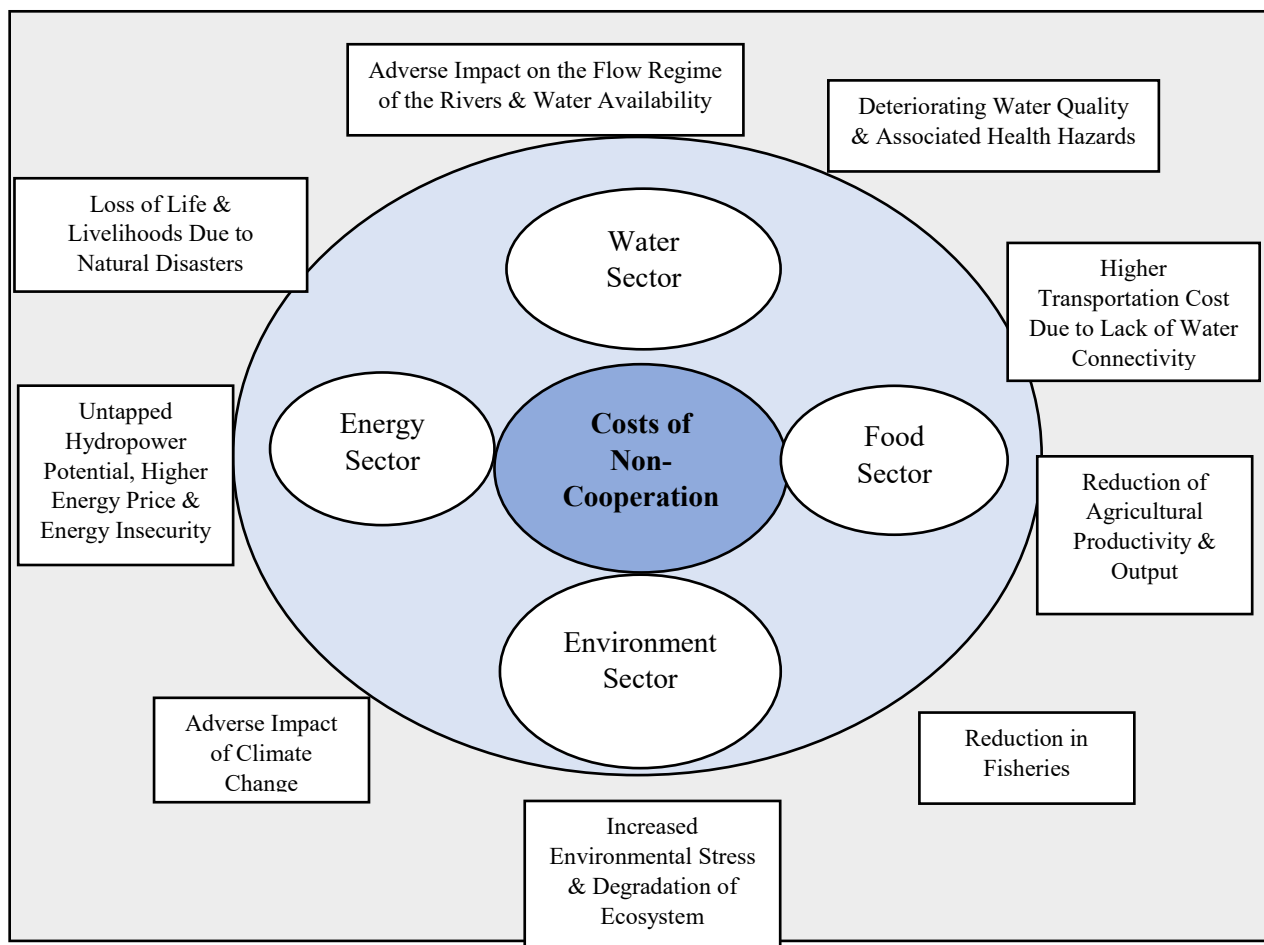 Adverse Impact on the Flow Regime
of the Rivers & Water Availability
Deteriorating Water Quality
& Associated Health Hazards
Loss of Life &
Livelihoods Due to
Natural Disasters
Water
Sector
Higher
Transportation Cost
Due to Lack of Water
Connectivity
Untapped
Hydropower
Potential, Higher
Energy Price &
Energy Insecurity
Energy
Sector
Costs of
Non-
Cooperation
Food
Sector
Reduction of
Agricultural
Productivity &
Output
Environment
Sector
Adverse Impact
of Climate
Change
Reduction in
Fisheries
Increased
Environmental Stress
& Degradation of
Ecosystem